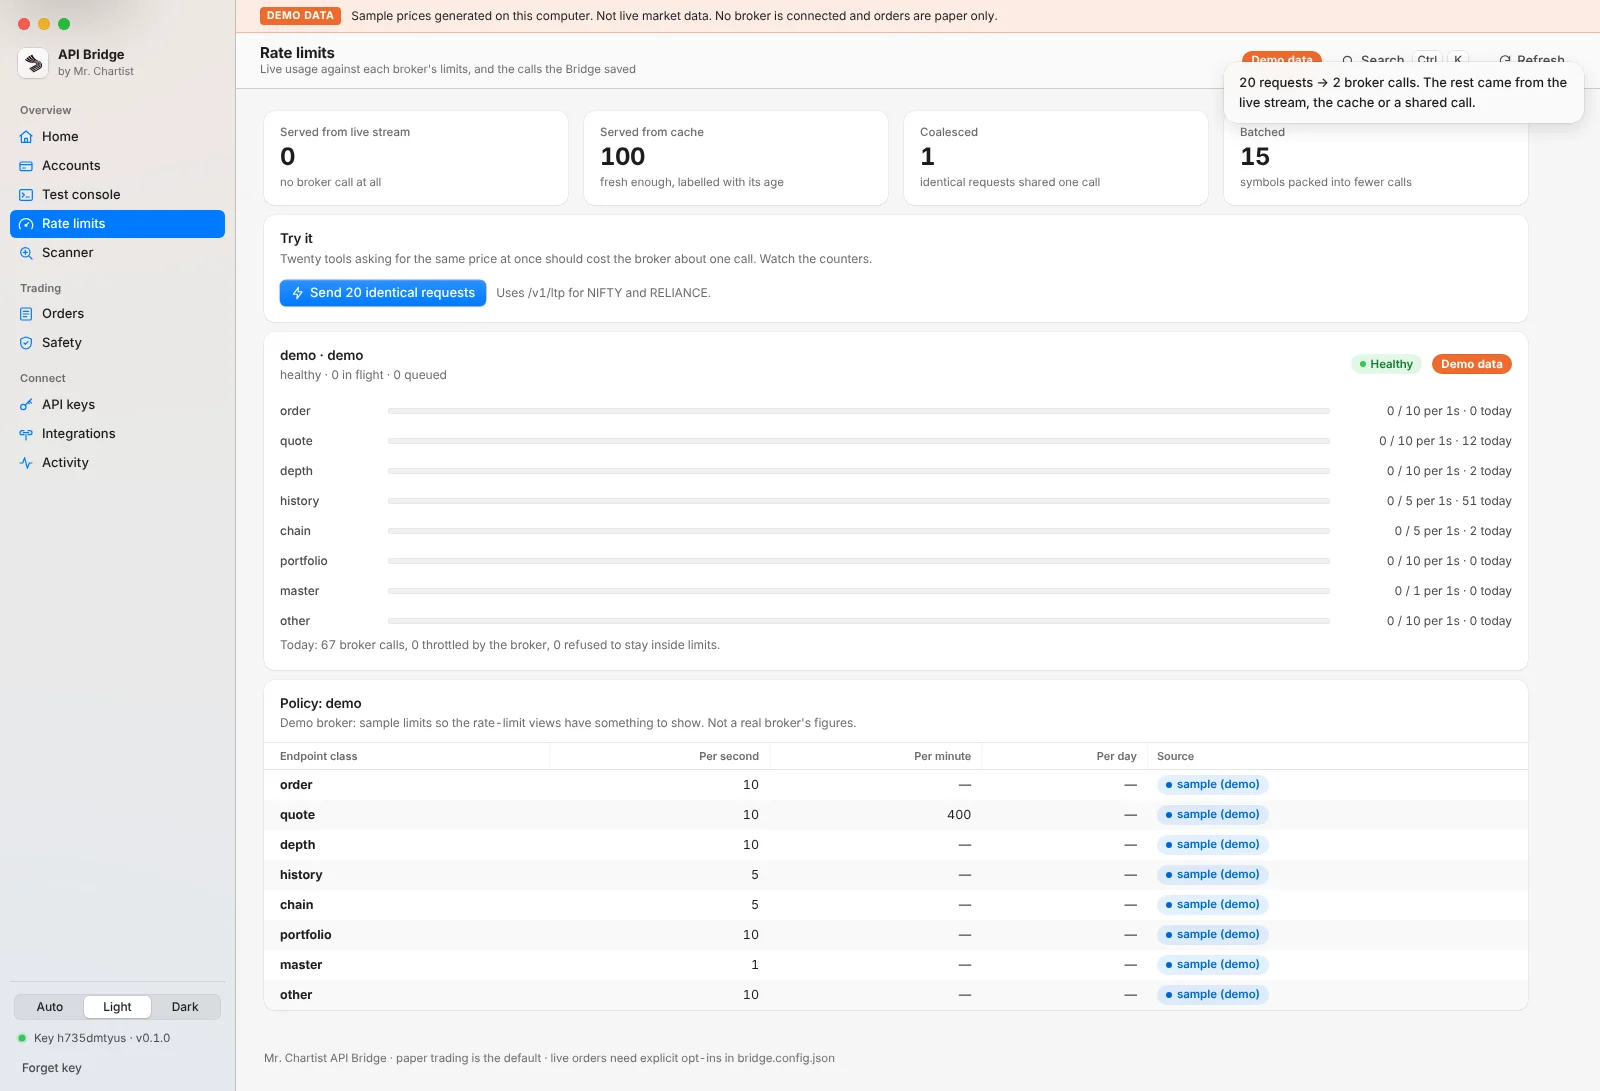 DEMO DATA Sample prices generated on this computer. Not live market data. No broker is connected and orders are paper only.
API Bridge
by Mr. Chartist
Overview
Home
Accounts
Test console
Rate limits
Scanner
Trading
Orders
Safety
Connect
API keys
Integrations
Activity
Auto Light Dark
Key h735dmtyus · v0.1.0
Forget key
Rate limits
Live usage against each broker's limits, and the calls the Bridge saved
Demo data Search Ctrl K Refresh
20 requests → 2 broker calls. The rest came from the
live stream, the cache or a shared call.
Served from live stream
0
no broker call at all
Served from cache
100
fresh enough, labelled with its age
Coalesced
1
identical requests shared one call
Batched
15
symbols packed into fewer calls
Try it
Twenty tools asking for the same price at once should cost the broker about one call. Watch the counters.
Send 20 identical requests Uses /v1/ltp for NIFTY and RELIANCE.
demo · demo
healthy · 0 in flight · 0 queued
Healthy Demo data
order 0 / 10 per 1s · 0 today
quote 0 / 10 per 1s · 12 today
depth 0 / 10 per 1s · 2 today
history 0 / 5 per 1s · 51 today
chain 0 / 5 per 1s · 2 today
portfolio 0 / 10 per 1s · 0 today
master 0 / 1 per 1s · 0 today
other 0 / 10 per 1s · 0 today
Today: 67 broker calls, 0 throttled by the broker, 0 refused to stay inside limits.
Policy: demo
Demo broker: sample limits so the rate-limit views have something to show. Not a real broker's figures.
Endpoint class Per second Per minute Per day Source
order 10 — — sample (demo)
quote 10 400 — sample (demo)
depth 10 — — sample (demo)
history 5 — — sample (demo)
chain 5 — — sample (demo)
portfolio 10 — — sample (demo)
master 1 — — sample (demo)
other 10 — — sample (demo)
Mr. Chartist API Bridge · paper trading is the default · live orders need explicit opt-ins in bridge.config.json